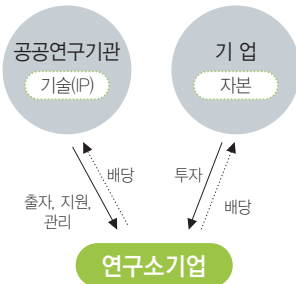 공공연구기관
기술(IP)
기 업
자본
출자, 지원,
관리
배당
투자
배당
연구소기업